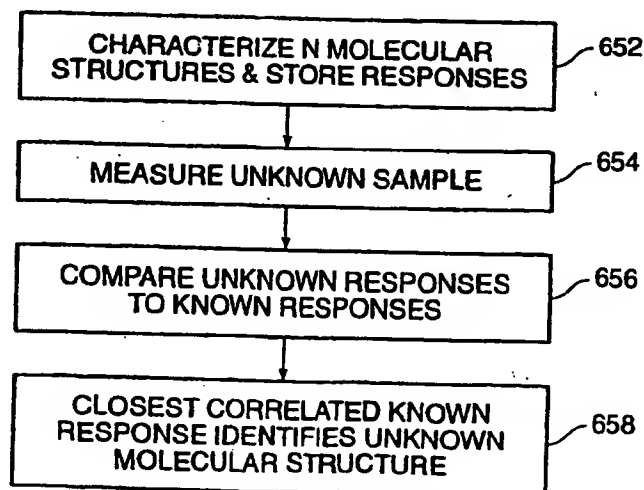 CHARACTERIZE N MOLECULAR
STRUCTURES & STORE RESPONSES
652
MEASURE UNKNOWN SAMPLE
654
COMPARE UNKNOWN RESPONSES
TO KNOWN RESPONSES
656
CLOSEST CORRELATED KNOWN
RESPONSE IDENTIFIES UNKNOWN
MOLECULAR STRUCTURE
658